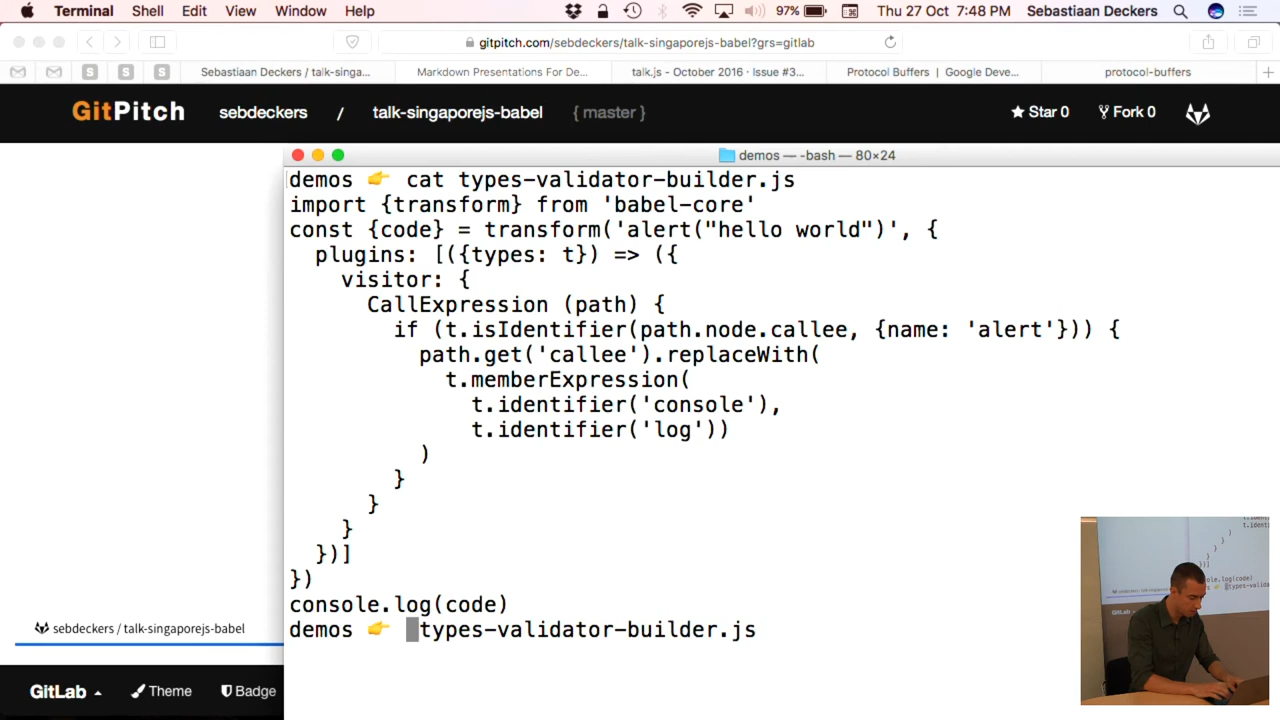 Terminal Shell Edit View Window Help 97% Thu 27 Oct 7:48 PM Sebastiaan Deckers
gitpitch.com/sebdeckers/talk-singaporejs-babel?grs=gitlab
S S S Sebastiaan Deckers / talk-singa... Markdown Presentations For De... talk.js - October 2016 · Issue #3... Protocol Buffers | Google Deve... protocol-buffers
GitPitch sebdeckers / talk-singaporejs-babel { master } Star 0 Fork 0
demos — -bash — 80×24
demos 👉 cat types-validator-builder.js
import {transform} from 'babel-core'
const {code} = transform('alert("hello world")', {
plugins: [({types: t}) => ({
visitor: {
CallExpression (path) {
if (t.isIdentifier(path.node.callee, {name: 'alert'})) {
path.get('callee').replaceWith(
t.memberExpression(
t.identifier('console'),
t.identifier('log'))
)
}
}
}
})]
})
console.log(code)
demos 👉 types-validator-builder.js
sebdeckers / talk-singaporejs-babel
GitLab Theme Badge